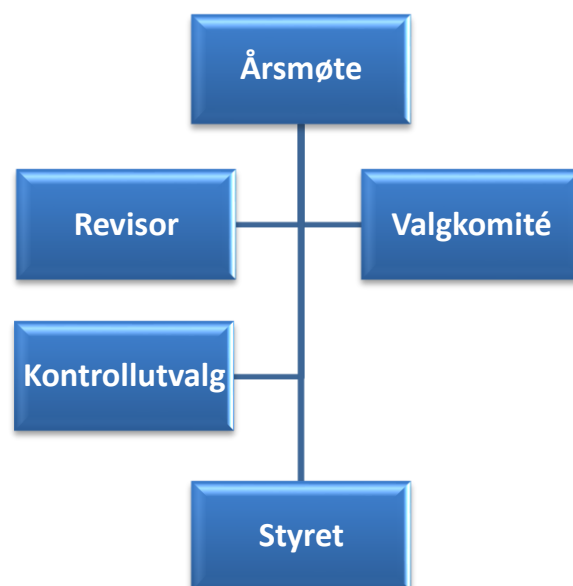 Årsmøte
Revisor
Valgkomité
Kontrollutvalg
Styret